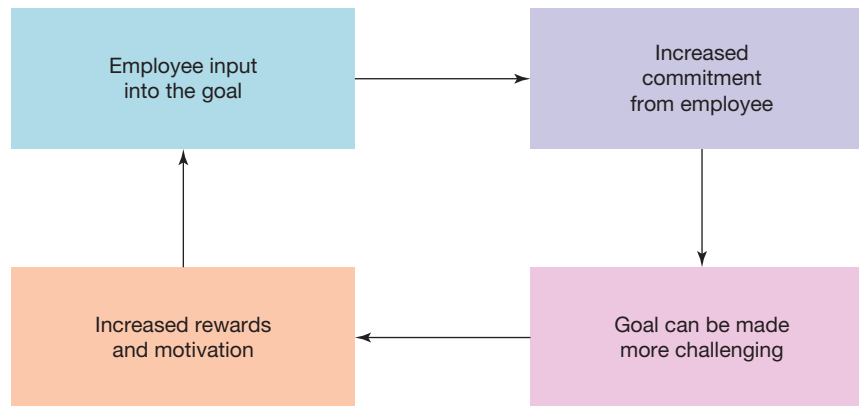 Employee input
into the goal
Increased
commitment
from employee
Increased rewards
and motivation
Goal can be made
more challenging